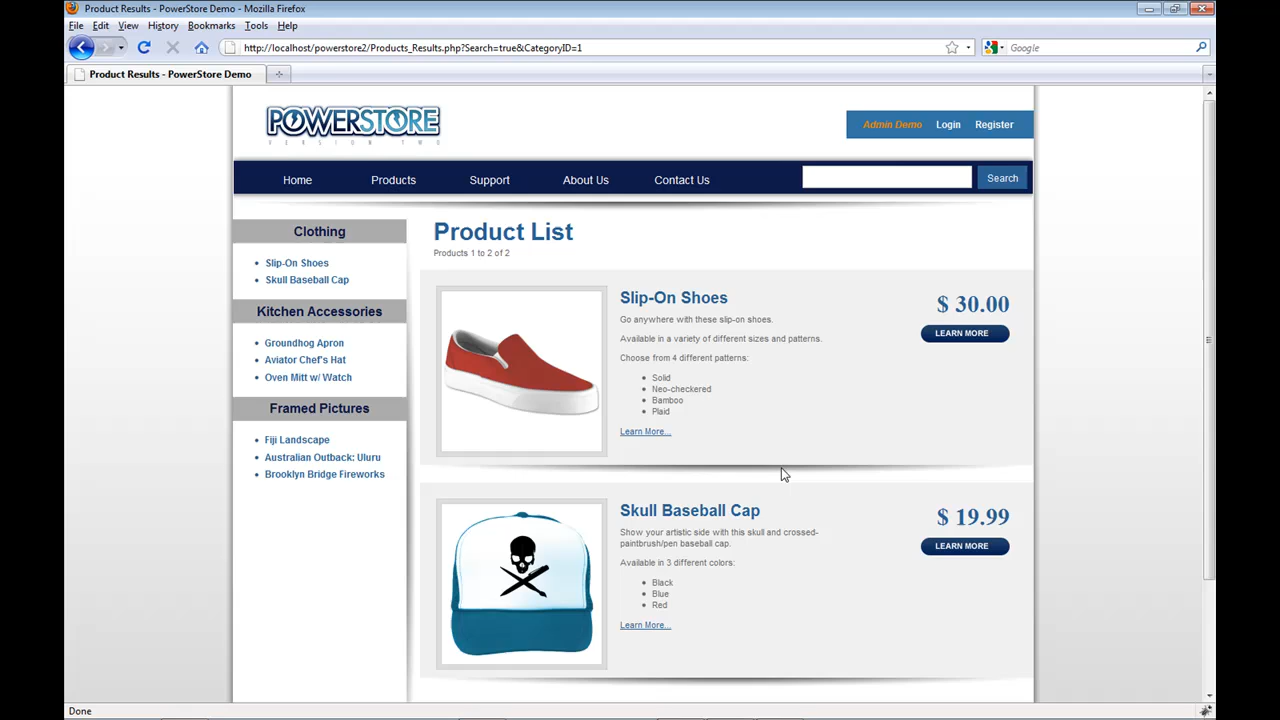 Product Results - PowerStore Demo - Mozilla Firefox
File Edit View History Bookmarks Tools Help
http://localhost/powerstore2/Products_Results.php?Search=true&CategoryID=1
Google
Product Results - PowerStore Demo
POWERSTORE
VERSION TWO
Admin Demo Login Register
Home Products Support About Us Contact Us Search
Clothing
Slip-On Shoes
Skull Baseball Cap
Kitchen Accessories
Groundhog Apron
Aviator Chef's Hat
Oven Mitt w/ Watch
Framed Pictures
Fiji Landscape
Australian Outback: Uluru
Brooklyn Bridge Fireworks
Product List
Products 1 to 2 of 2
Slip-On Shoes
$ 30.00
Go anywhere with these slip-on shoes.
LEARN MORE
Available in a variety of different sizes and patterns.
Choose from 4 different patterns:
Solid
Neo-checkered
Bamboo
Plaid
Learn More...
Skull Baseball Cap
$ 19.99
Show your artistic side with this skull and crossed-
paintbrush/pen baseball cap.
LEARN MORE
Available in 3 different colors:
Black
Blue
Red
Learn More...
Done